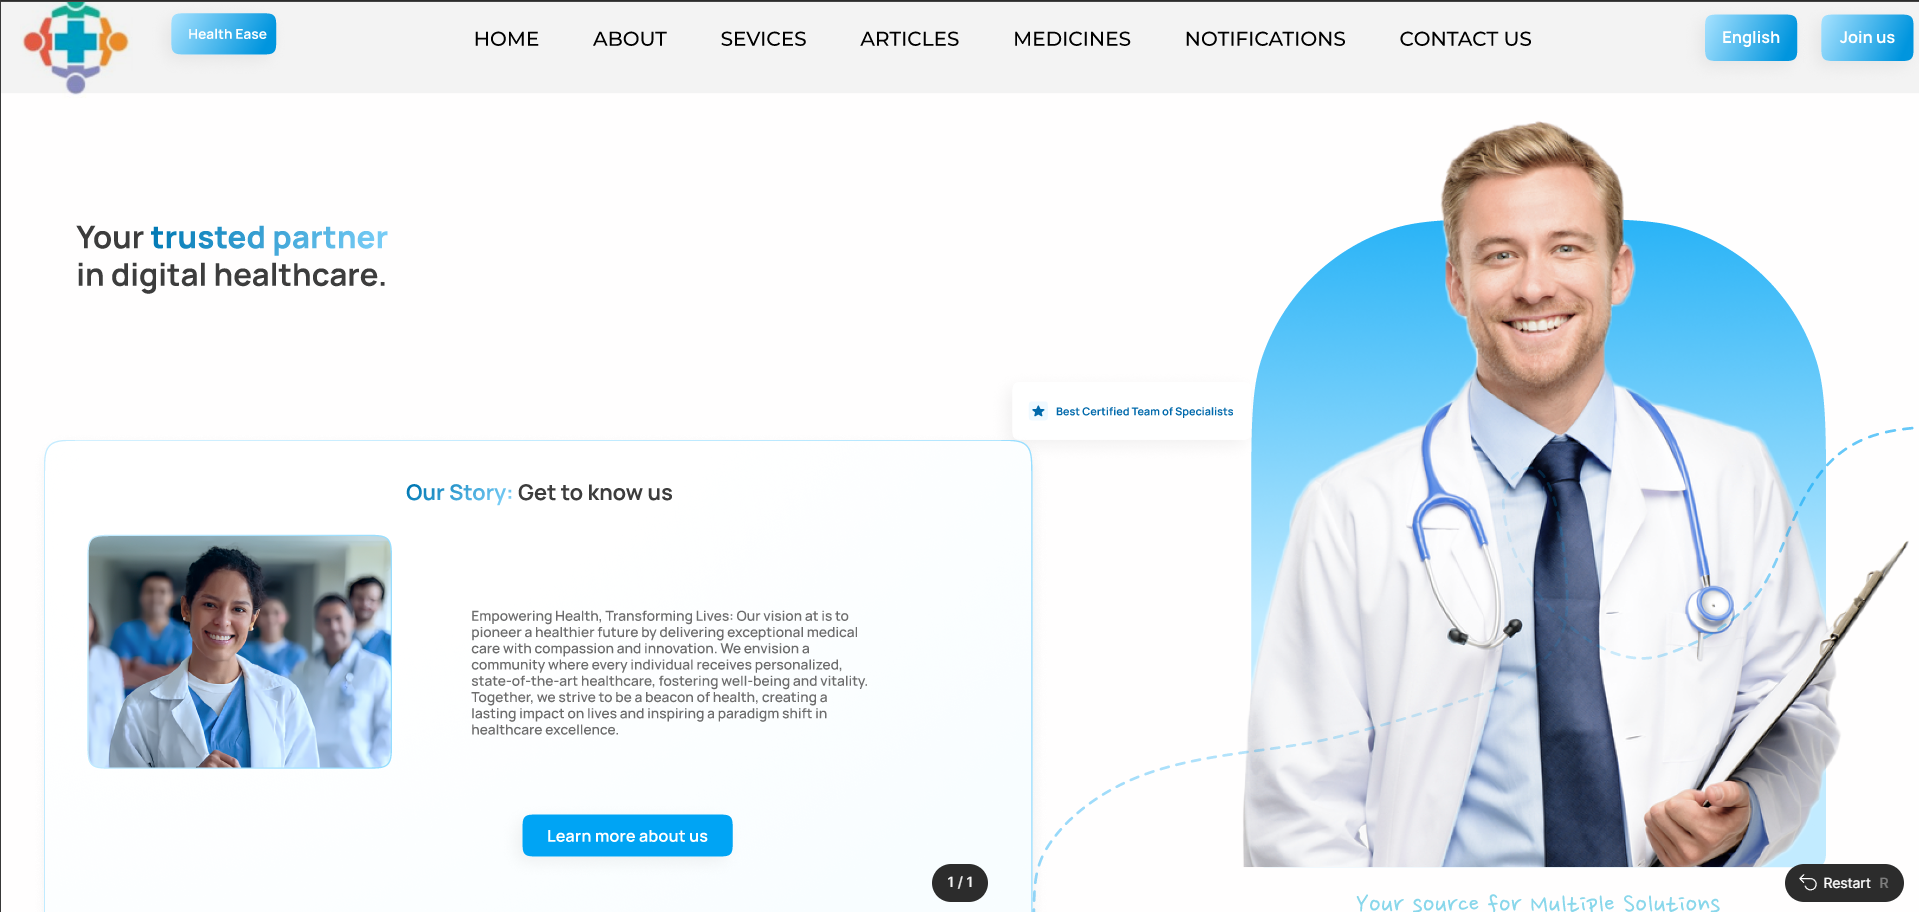 Health Ease
HOME
ABOUT
SEVICES
ARTICLES
MEDICINES
NOTIFICATIONS
CONTACT US
English
Join us
Your trusted partner
in digital healthcare.
Best Certified Team of Specialists
Our Story: Get to know us
Empowering Health, Transforming Lives: Our vision at is to
pioneer a healthier future by delivering exceptional medical
care with compassion and innovation. We envision a
community where every individual receives personalized,
state-of-the-art healthcare, fostering well-being and vitality.
Together, we strive to be a beacon of health, creating a
lasting impact on lives and inspiring a paradigm shift in
healthcare excellence.
Learn more about us
1 / 1
Restart R
Your source for Multiple Solutions